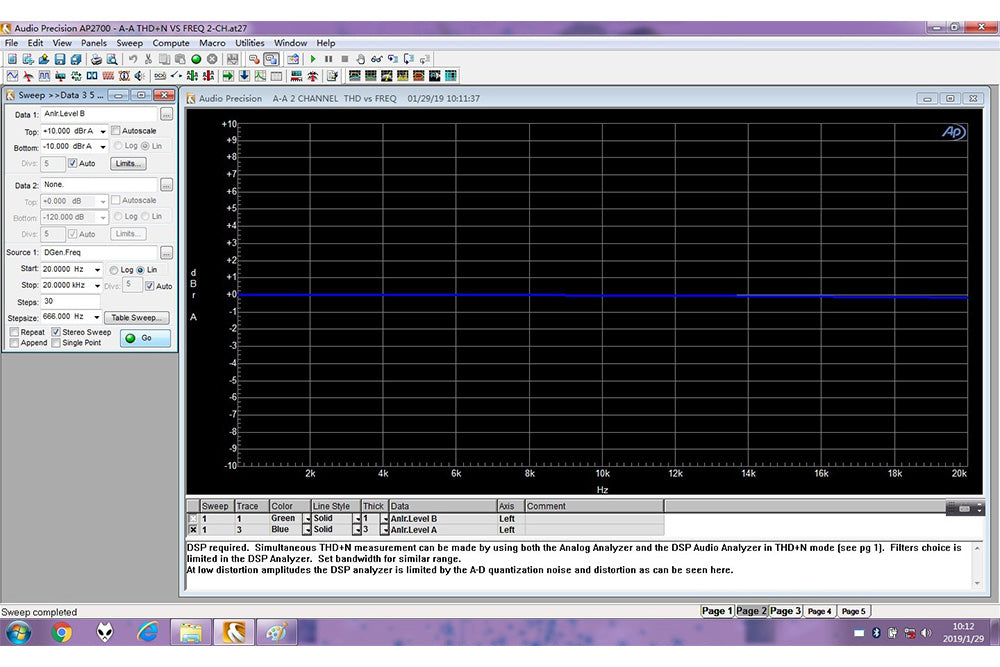 Audio Precision AP2700 - A-A THD+N VS FREQ 2-CH.at27
File Edit View Panels Sweep Compute Macro Utilities Window Help
Sweep >>Data 3 5 ...
Data 1: Anlr.Level B ...
Top: +10.000 dBrA Autoscale
Bottom: -10.000 dBrA Log Lin
Divs: 5 Auto Limits...
Data 2: None. ...
Top: +0.000 dB Autoscale
Bottom: -120.000 dB Log Lin
Divs: 5 Auto Limits...
Source 1: DGen.Freq ...
Start: 20.0000 Hz Log Lin
Stop: 20.0000 kHz Divs: 5 Auto
Steps: 30
Stepsize: 666.000 Hz Table Sweep...
Repeat Stereo Sweep
Append Single Point
Go
Audio Precision A-A 2 CHANNEL THD vs FREQ 01/29/19 10:11:37
Ap
+10
+9
+8
+7
+6
+5
+4
+3
+2
+1
+0
-1
-2
-3
-4
-5
-6
-7
-8
-9
-10
d
B
r
A
2k 4k 6k 8k 10k 12k 14k 16k 18k 20k
Hz
Sweep Trace Color Line Style Thick Data Axis Comment
1 1 Green Solid 1 Anlr.Level B Left
1 3 Blue Solid 3 Anlr.Level A Left
DSP required. Simultaneous THD+N measurement can be made by using both the Analog Analyzer and the DSP Audio Analyzer in THD+N mode (see pg 1). Filters choice is
limited in the DSP Analyzer. Set bandwidth for similar range.
At low distortion amplitudes the DSP analyzer is limited by the A-D quantization noise and distortion as can be seen here.
Sweep completed
Page 1 Page 2 Page 3 Page 4 Page 5
10:12
2019/1/29